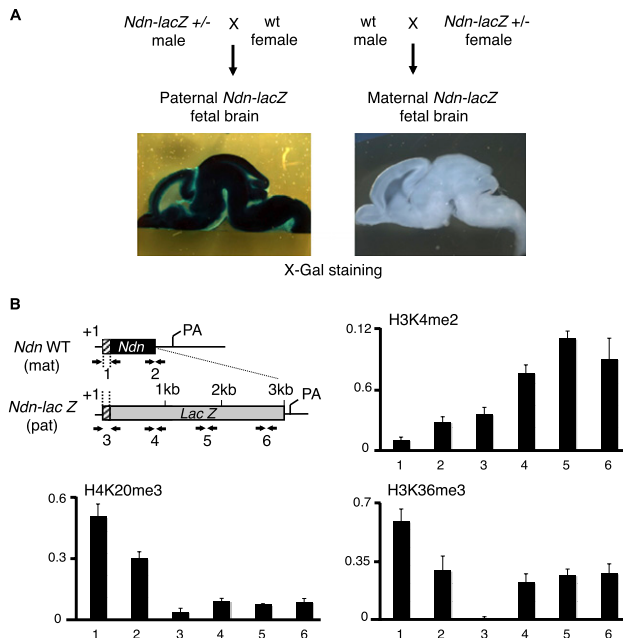 A
Ndn-lacZ +/- X wt
male female
wt X Ndn-lacZ +/-
male female
Paternal Ndn-lacZ
fetal brain
Maternal Ndn-lacZ
fetal brain
X-Gal staining
B
+1 PA
Ndn WT Ndn
(mat) 1 2
+1 1kb 2kb 3kb PA
Ndn-lac Z Lac Z
(pat) 3 4 5 6
H3K4me2
0.12
0.6
0
1 2 3 4 5 6
H4K20me3
0.6
0.3
0
1 2 3 4 5 6
H3K36me3
0.7
0.35
0
1 2 3 4 5 6